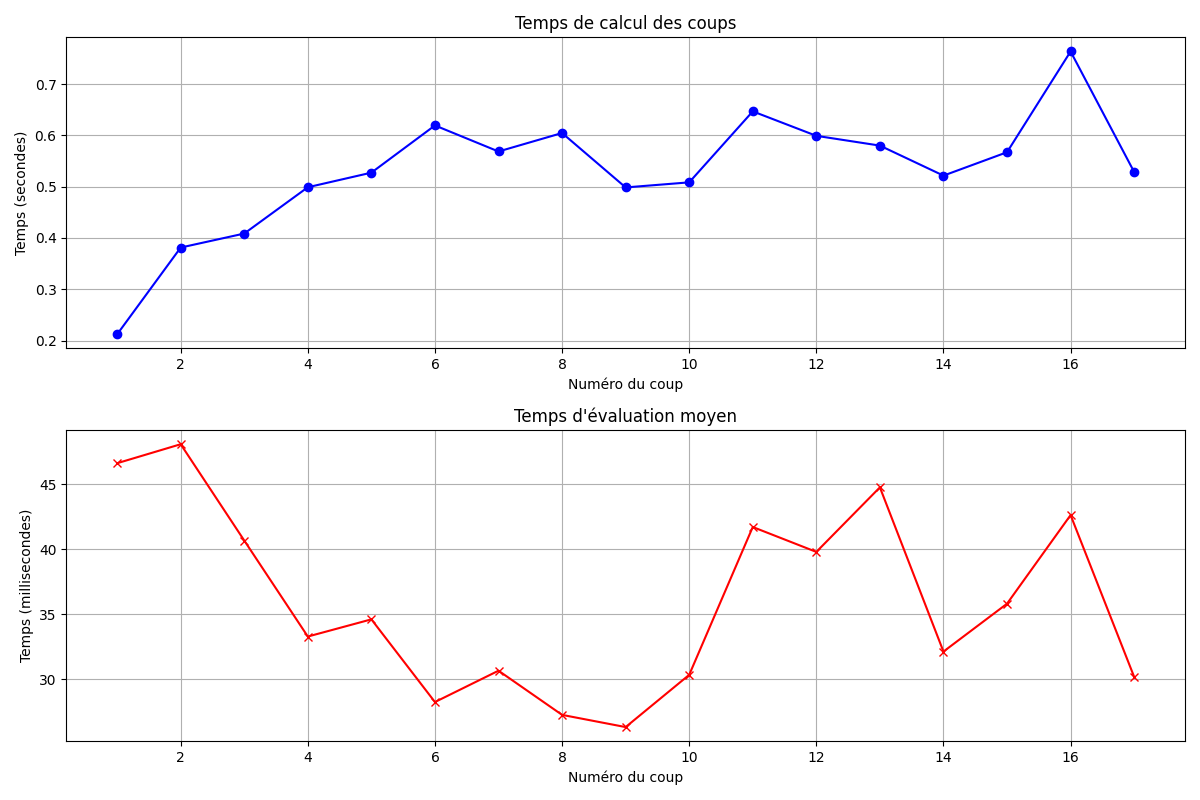 Temps de calcul des coups
Temps (secondes)
0.7
0.6
0.5
0.4
0.3
0.2
2 4 6 8 10 12 14 16
Numéro du coup
Temps d'évaluation moyen
Temps (millisecondes)
45
40
35
30
2 4 6 8 10 12 14 16
Numéro du coup